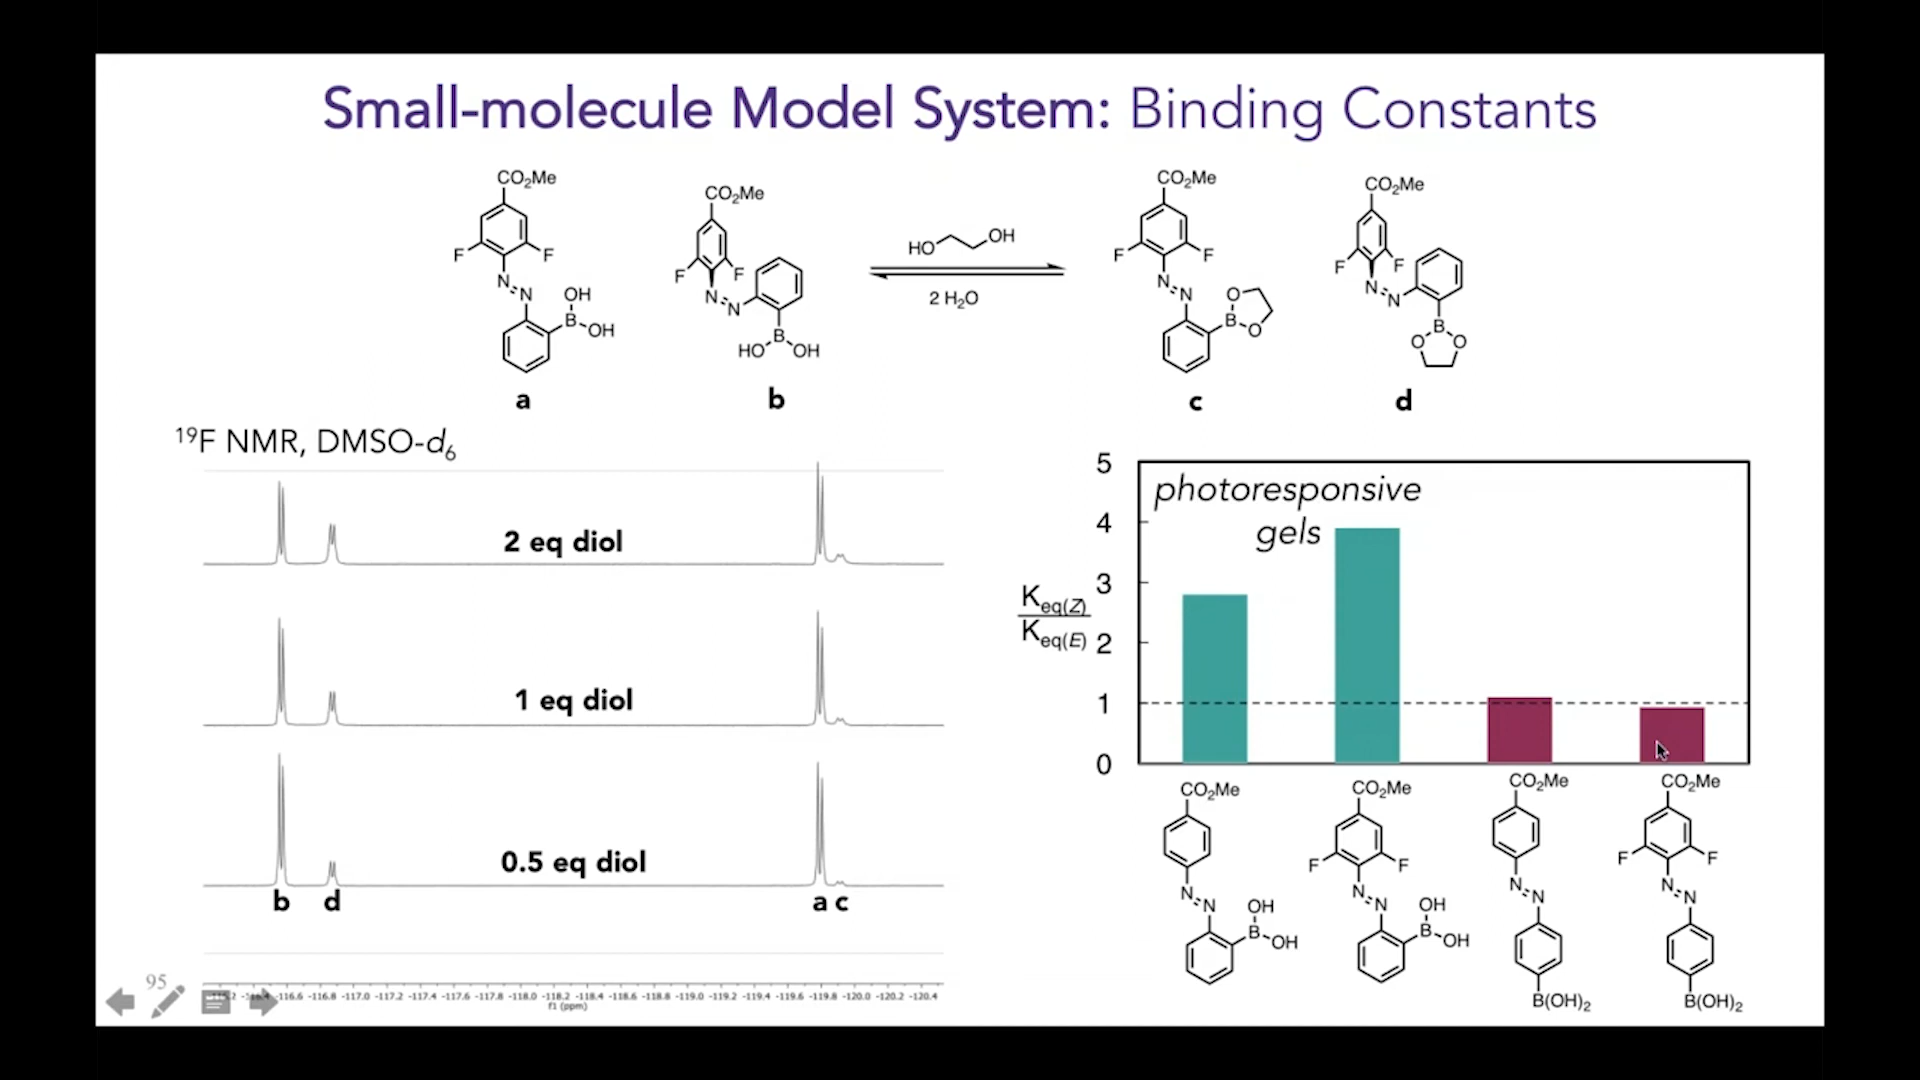 Small-molecule Model System: Binding Constants
CO₂Me
F
F
N
N
OH
B
OH
a
CO₂Me
F
F
N
N
B
HO
OH
b
HO
OH
2 H₂O
CO₂Me
F
F
N
N
O
B
O
c
CO₂Me
F
F
N
N
B
O
O
d
¹⁹F NMR, DMSO-d₆
2 eq diol
1 eq diol
0.5 eq diol
b d a c
-116.6 -116.8 -117.0 -117.2 -117.4 -117.6 -117.8 -118.0 -118.2 -118.4 -118.6 -118.8 -119.0 -119.2 -119.4 -119.6 -119.8 -120.0 -120.2 -120.4
f1 (ppm)
95
photoresponsive
gels
5
4
3
2
1
0
Keq(Z)
Keq(E)
CO₂Me
N
N
OH
B
OH
CO₂Me
F
F
N
N
OH
B
OH
CO₂Me
N
N
B(OH)₂
CO₂Me
F
F
N
N
B(OH)₂